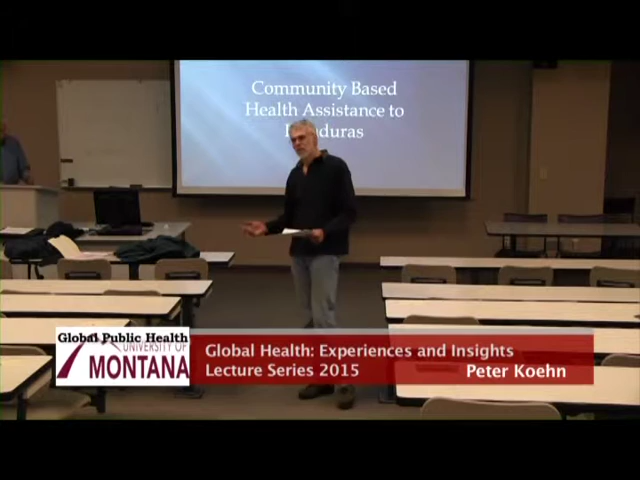 Community Based
Health Assistance to
Honduras
Global Public Health
UNIVERSITY OF
MONTANA
Global Health: Experiences and Insights
Lecture Series 2015
Peter Koehn